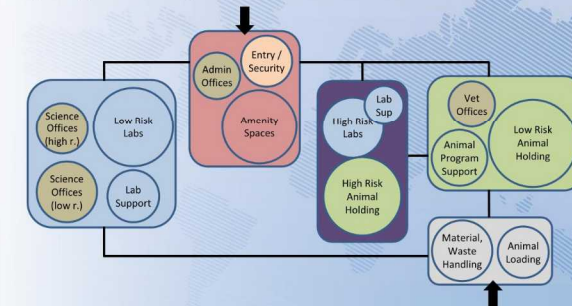 Entry /
Security
Admin
Offices
Amenity
Spaces
Science
Offices
(high r.)
Low Risk
Labs
Science
Offices
(low r.)
Lab
Support
Lab
Sup
High Risk
Labs
High Risk
Animal
Holding
Vet
Offices
Low Risk
Animal
Holding
Animal
Program
Support
Material,
Waste
Handling
Animal
Loading